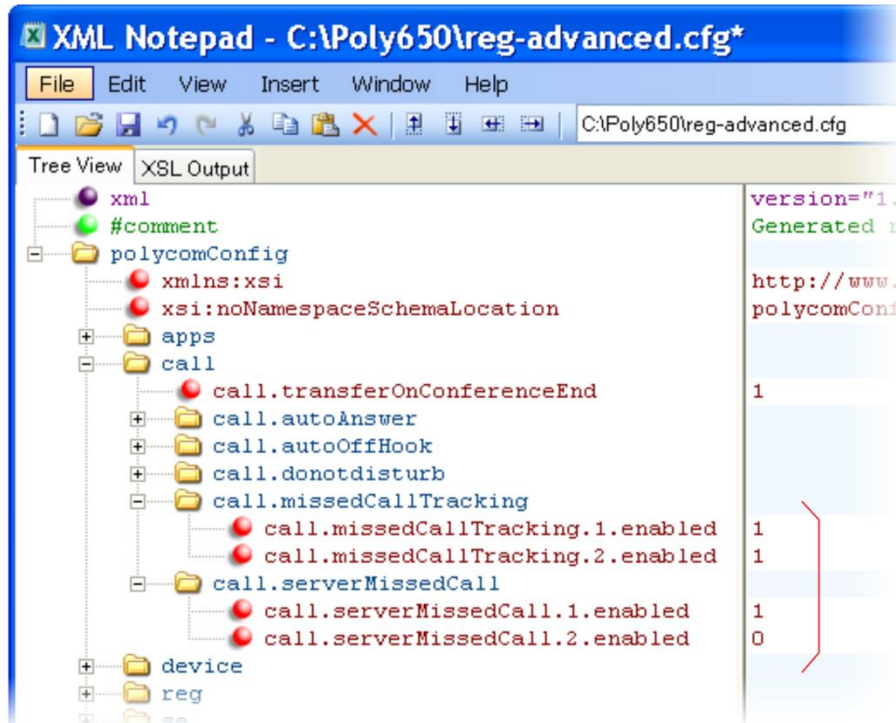 XML Notepad - C:\Poly650\reg-advanced.cfg*
File Edit View Insert Window Help
C:\Poly650\reg-advanced.cfg
Tree View XSL Output
xml version="1.
#comment Generated
polycomConfig
xmlns:xsi http://www.
xsi:noNamespaceSchemaLocation polycomConf
apps
call
call.transferOnConferenceEnd 1
call.autoAnswer
call.autoOffHook
call.donotdisturb
call.missedCallTracking
call.missedCallTracking.1.enabled 1
call.missedCallTracking.2.enabled 1
call.serverMissedCall
call.serverMissedCall.1.enabled 1
call.serverMissedCall.2.enabled 0
device
reg